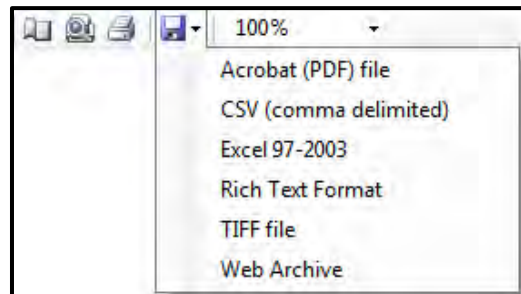 100%
Acrobat (PDF) file
CSV (comma delimited)
Excel 97-2003
Rich Text Format
TIFF file
Web Archive